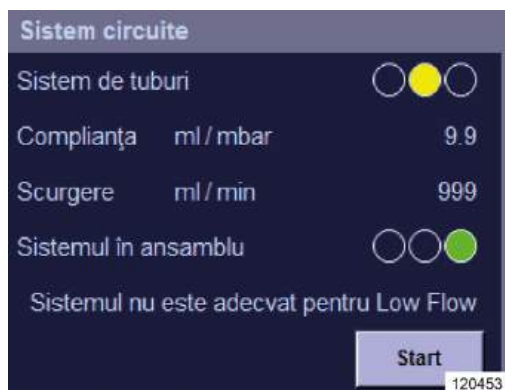 Sistem circuite
Sistem de tuburi
Complianţa ml / mbar 9.9
Scurgere ml / min 999
Sistemul în ansamblu
Sistemul nu este adecvat pentru Low Flow
Start
120453